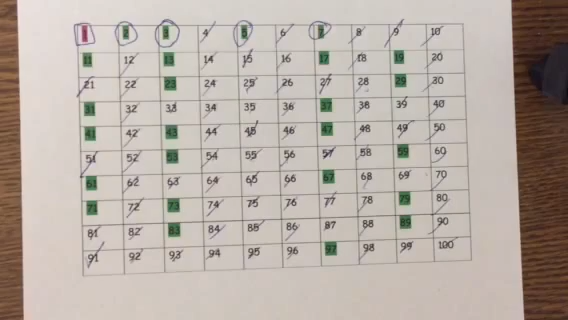 1 2 3 4 5 6 7 8 9 10
11 12 13 14 15 16 17 18 19 20
21 22 23 24 25 26 27 28 29 30
31 32 33 34 35 36 37 38 39 40
41 42 43 44 45 46 47 48 49 50
51 52 53 54 55 56 57 58 59 60
61 62 63 64 65 66 67 68 69 70
71 72 73 74 75 76 77 78 79 80
81 82 83 84 85 86 87 88 89 90
91 92 93 94 95 96 97 98 99 100